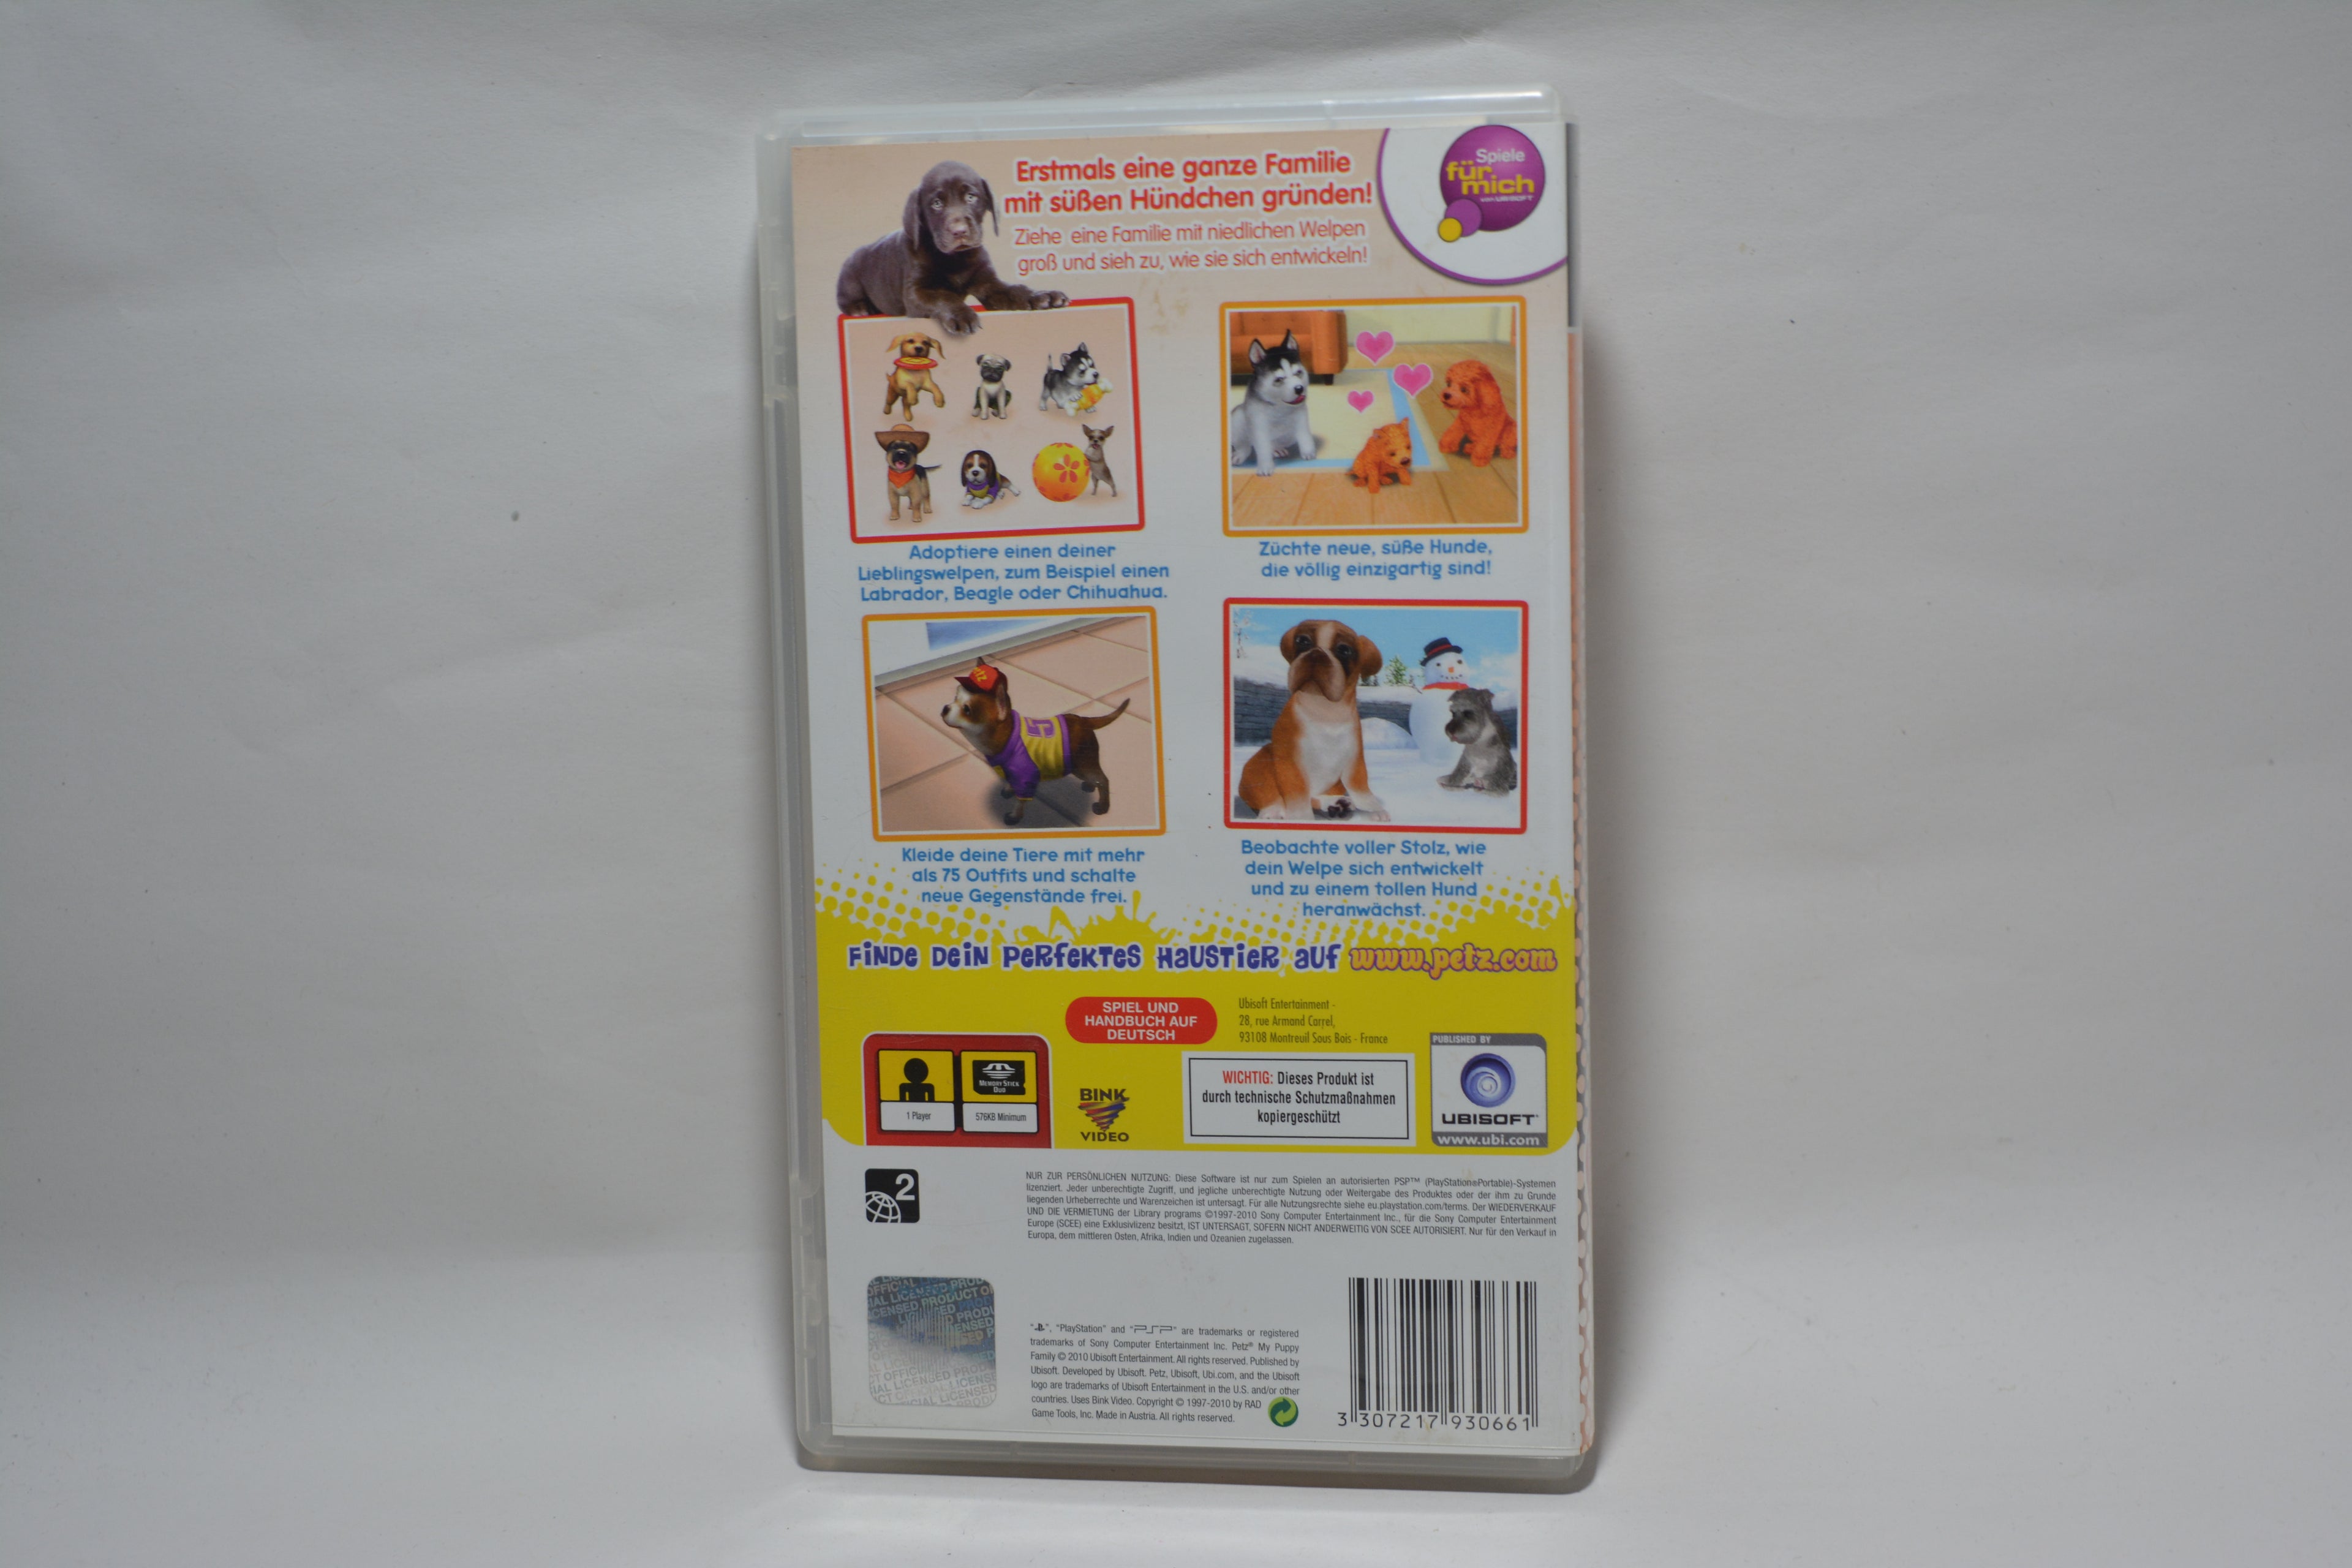 Erstmals eine ganze Familie
mit süßen Hündchen gründen!
Ziehe eine Familie mit niedlichen Welpen
groß und sieh zu, wie sie sich entwickeln!
Spiele
für
mich
von UBISOFT
Adoptiere einen deiner
Lieblingswelpen, zum Beispiel einen
Labrador, Beagle oder Chihuahua.
Züchte neue, süße Hunde,
die völlig einzigartig sind!
5
Kleide deine Tiere mit mehr
als 75 Outfits und schalte
neue Gegenstände frei.
Beobachte voller Stolz, wie
dein Welpe sich entwickelt
und zu einem tollen Hund
heranwächst.
FiNDE DEiN PERFEKTES HAUSTiER AUF www.petz.com
SPIEL UND
HANDBUCH AUF
DEUTSCH
Ubisoft Entertainment -
28, rue Armand Carrel,
93108 Montreuil Sous Bois - France
1 Player
MEMORY STICK
DUO
576KB Minimum
BINK
VIDEO
WICHTIG: Dieses Produkt ist
durch technische Schutzmaßnahmen
kopiergeschützt
PUBLISHED BY
UBISOFT
www.ubi.com
2
NUR ZUR PERSÖNLICHEN NUTZUNG: Diese Software ist nur zum Spielen an autorisierten PSP™ (PlayStation®Portable)-Systemen
lizenziert. Jeder unberechtigte Zugriff, und jegliche unberechtigte Nutzung oder Weitergabe des Produktes oder der ihm zu Grunde
liegenden Urheberrechte und Warenzeichen ist untersagt. Für alle Nutzungsrechte siehe eu.playstation.com/terms. Der WIEDERVERKAUF
UND DIE VERMIETUNG der Library programs ©1997-2010 Sony Computer Entertainment Inc., für die Sony Computer Entertainment
Europe (SCEE) eine Exklusivlizenz besitzt, IST UNTERSAGT, SOFERN NICHT ANDERWEITIG VON SCEE AUTORISIERT. Nur für den Verkauf in
Europa, dem mittleren Osten, Afrika, Indien und Ozeanien zugelassen.
OFFICIAL LICENSED PRODUCT
"PS", "PlayStation" and "PSP" are trademarks or registered
trademarks of Sony Computer Entertainment Inc. Petz® My Puppy
Family © 2010 Ubisoft Entertainment. All rights reserved. Published by
Ubisoft. Developed by Ubisoft. Petz, Ubisoft, Ubi.com, and the Ubisoft
logo are trademarks of Ubisoft Entertainment in the U.S. and/or other
countries. Uses Bink Video. Copyright © 1997-2010 by RAD
Game Tools, Inc. Made in Austria. All rights reserved.
3 307217 930661